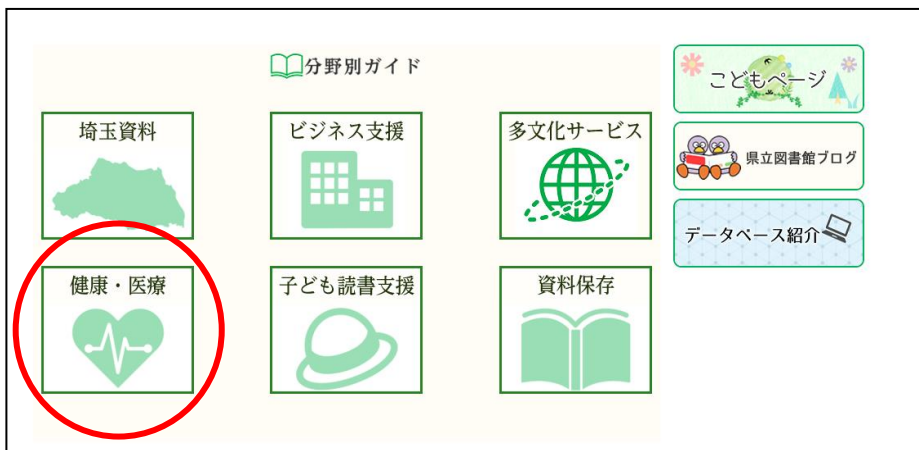 分野別ガイド
埼玉資料
ビジネス支援
多文化サービス
健康・医療
子ども読書支援
資料保存
こどもページ
県立図書館ブログ
データベース紹介